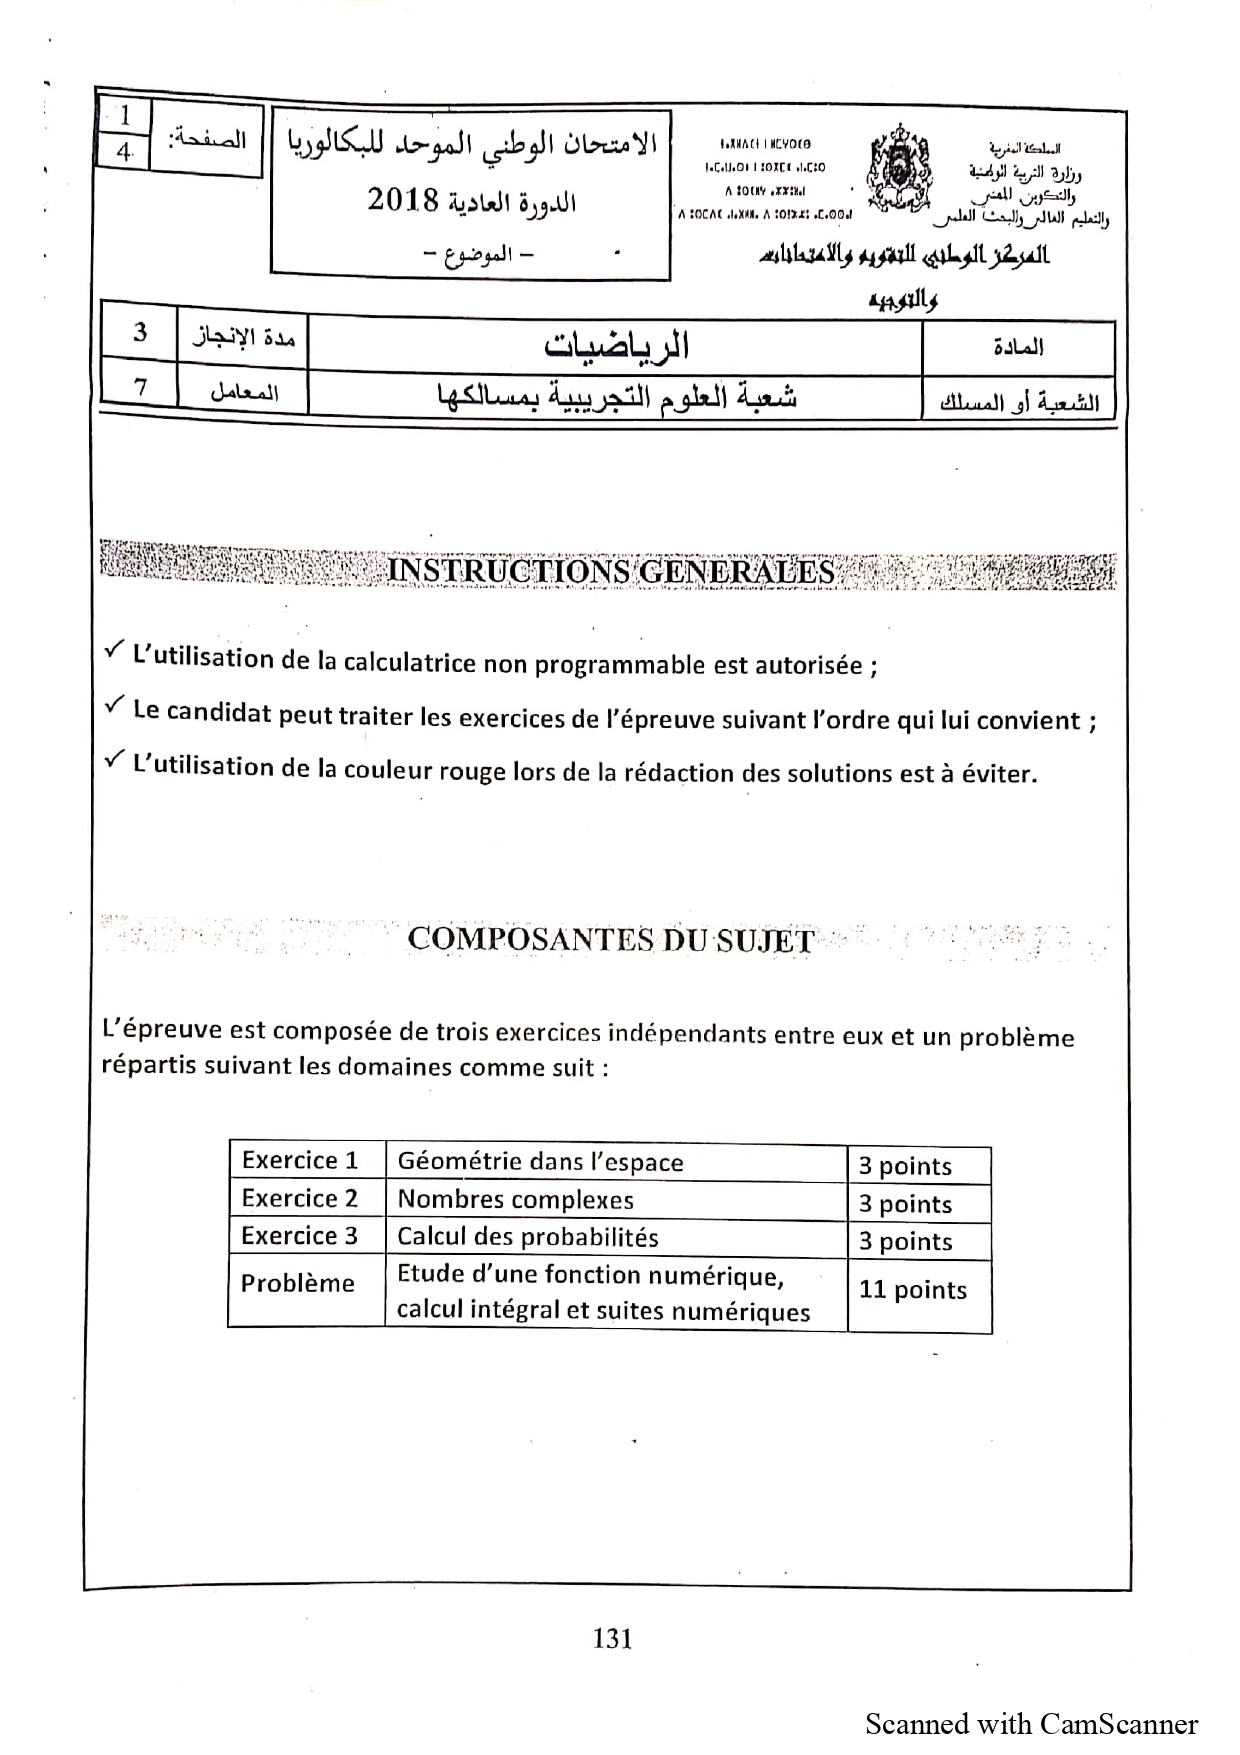 المملكة المغربية
وزارة التربية الوطنية
والتكوين المهني
والتعليم العالي والبحث العلمي
المركز الوطني للتقويم والامتحانات
والتوجيه
الامتحان الوطني الموحد للبكالوريا
الدورة العادية 2018
- الموضوع -
الصفحة:
1
4
المادة
الرياضيات
مدة الإنجاز
3
الشعبة أو المسلك
شعبة العلوم التجريبية بمسالكها
المعامل
7
INSTRUCTIONS GENERALES
✓ L'utilisation de la calculatrice non programmable est autorisée ;
✓ Le candidat peut traiter les exercices de l'épreuve suivant l'ordre qui lui convient ;
✓ L'utilisation de la couleur rouge lors de la rédaction des solutions est à éviter.
COMPOSANTES DU SUJET
L'épreuve est composée de trois exercices indépendants entre eux et un problème
répartis suivant les domaines comme suit :
Exercice 1 Géométrie dans l'espace 3 points
Exercice 2 Nombres complexes 3 points
Exercice 3 Calcul des probabilités 3 points
Problème Etude d'une fonction numérique,
calcul intégral et suites numériques 11 points
131
Scanned with CamScanner